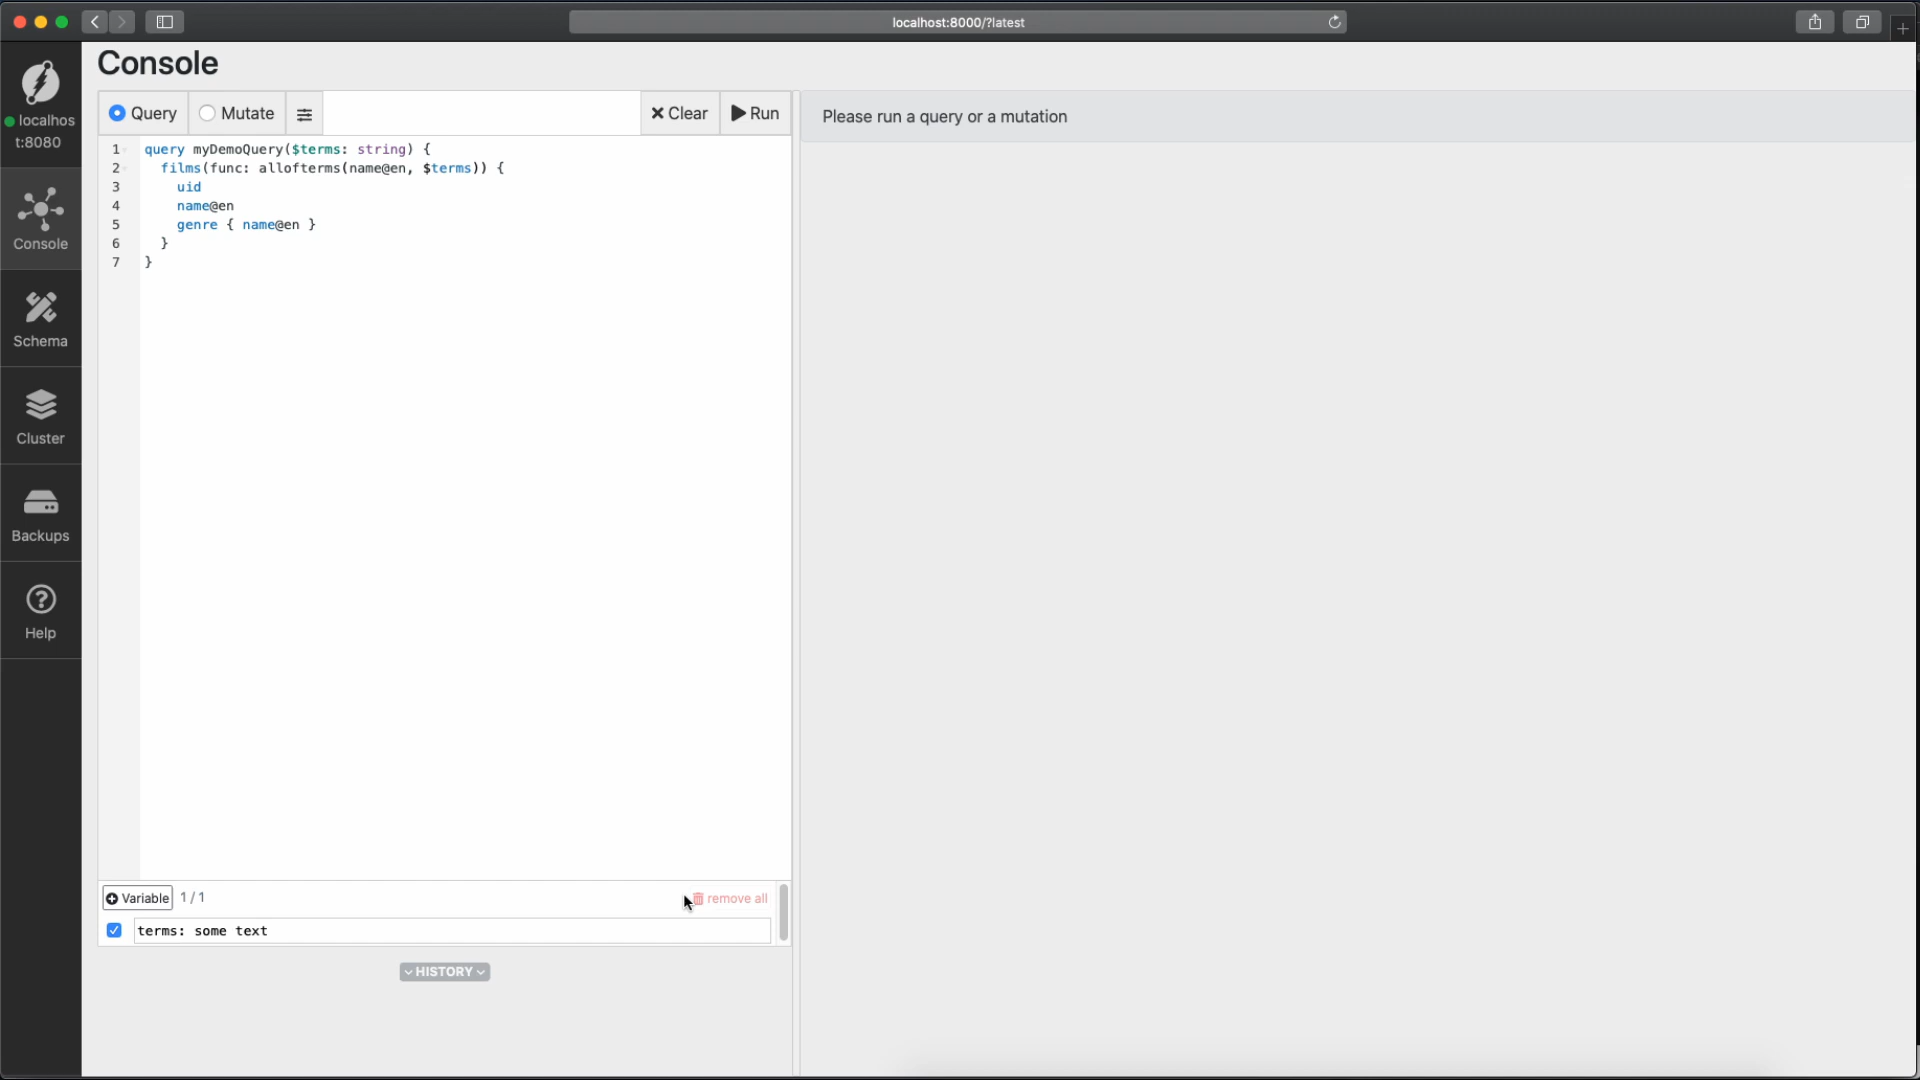 localhost:8000/?latest
localhos
t:8080
Console
Schema
Cluster
Backups
Help
Console
Query
Mutate
Clear
Run
1 query myDemoQuery($terms: string) {
2 films(func: allofterms(name@en, $terms)) {
3 uid
4 name@en
5 genre { name@en }
6 }
7 }
Variable 1 / 1
remove all
terms: some text
HISTORY
Please run a query or a mutation